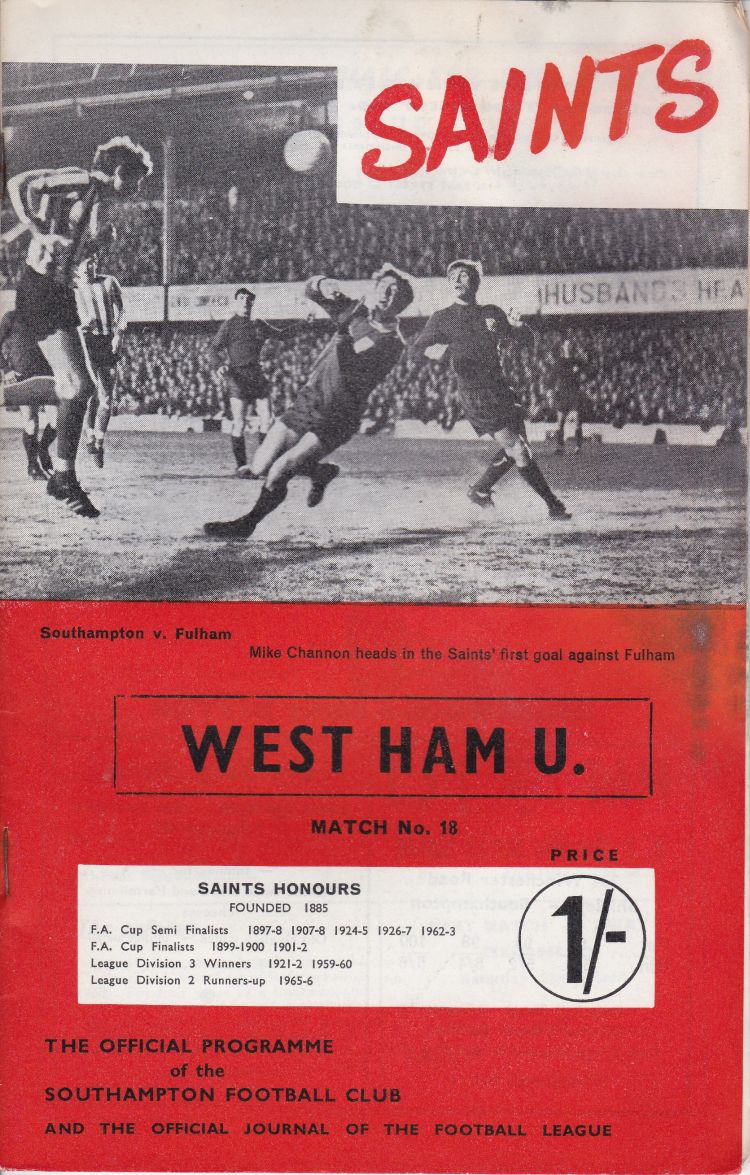 SAINTS
HUSBANDS HEA
Southampton v. Fulham
Mike Channon heads in the Saints' first goal against Fulham
WEST HAM U.
MATCH No. 18
PRICE
1/-
SAINTS HONOURS
FOUNDED 1885
F.A. Cup Semi Finalists 1897-8 1907-8 1924-5 1926-7 1962-3
F.A. Cup Finalists 1899-1900 1901-2
League Division 3 Winners 1921-2 1959-60
League Division 2 Runners-up 1965-6
THE OFFICIAL PROGRAMME
of the
SOUTHAMPTON FOOTBALL CLUB
AND THE OFFICIAL JOURNAL OF THE FOOTBALL LEAGUE